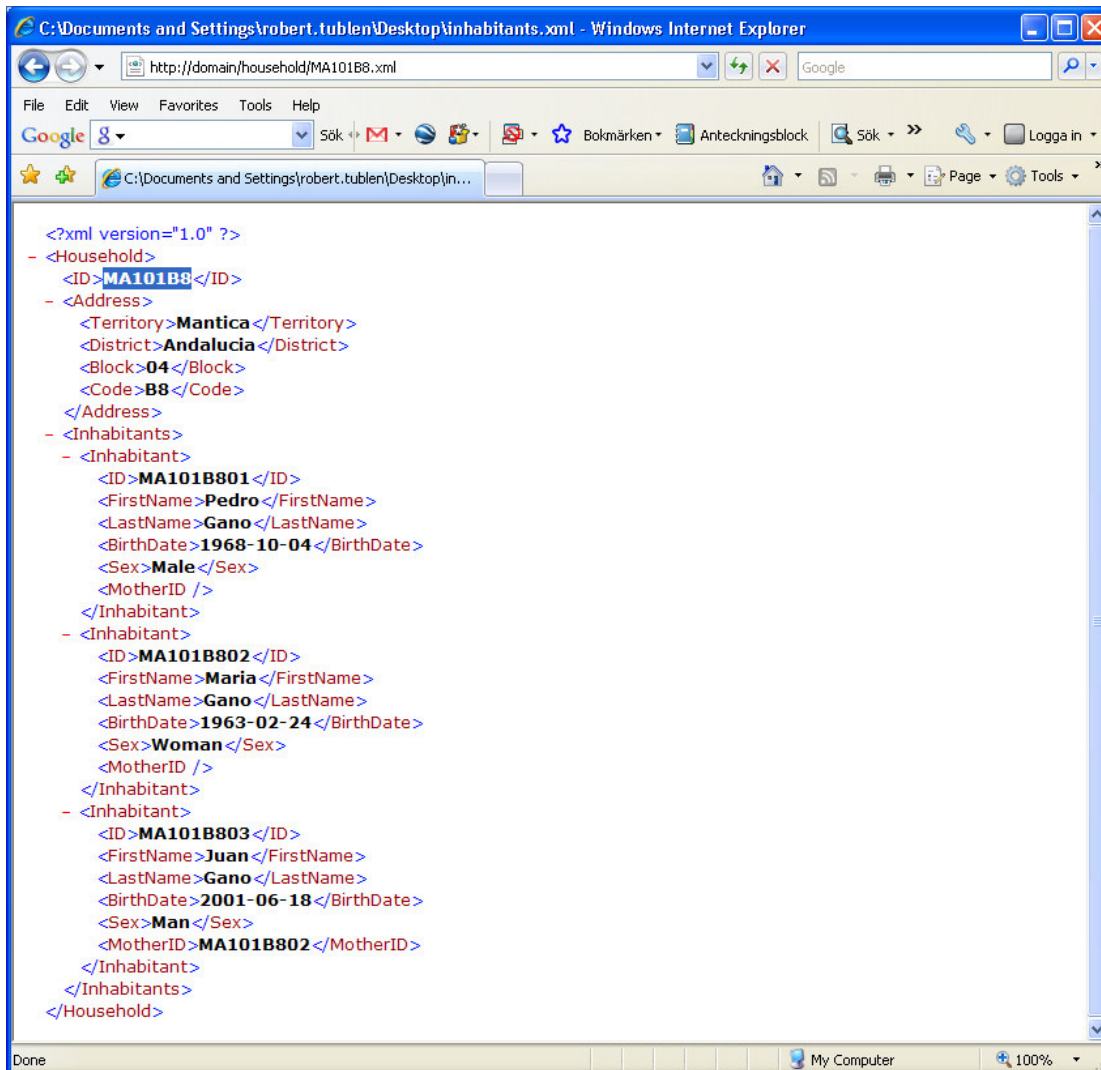 C:\Documents and Settings\robert.tublen\Desktop\inhabitants.xml - Windows Internet Explorer
http://domain/household/MA101B8.xml
Google
File Edit View Favorites Tools Help
Google g Sök Bokmärken Anteckningsblock Sök Logga in
C:\Documents and Settings\robert.tublen\Desktop\in... Page Tools
<?xml version="1.0" ?>
- <Household>
<ID>MA101B8</ID>
- <Address>
<Territory>Mantica</Territory>
<District>Andalucia</District>
<Block>04</Block>
<Code>B8</Code>
</Address>
- <Inhabitants>
- <Inhabitant>
<ID>MA101B801</ID>
<FirstName>Pedro</FirstName>
<LastName>Gano</LastName>
<BirthDate>1968-10-04</BirthDate>
<Sex>Male</Sex>
<MotherID />
</Inhabitant>
- <Inhabitant>
<ID>MA101B802</ID>
<FirstName>Maria</FirstName>
<LastName>Gano</LastName>
<BirthDate>1963-02-24</BirthDate>
<Sex>Woman</Sex>
<MotherID />
</Inhabitant>
- <Inhabitant>
<ID>MA101B803</ID>
<FirstName>Juan</FirstName>
<LastName>Gano</LastName>
<BirthDate>2001-06-18</BirthDate>
<Sex>Man</Sex>
<MotherID>MA101B802</MotherID>
</Inhabitant>
</Inhabitants>
</Household>
Done My Computer 100%